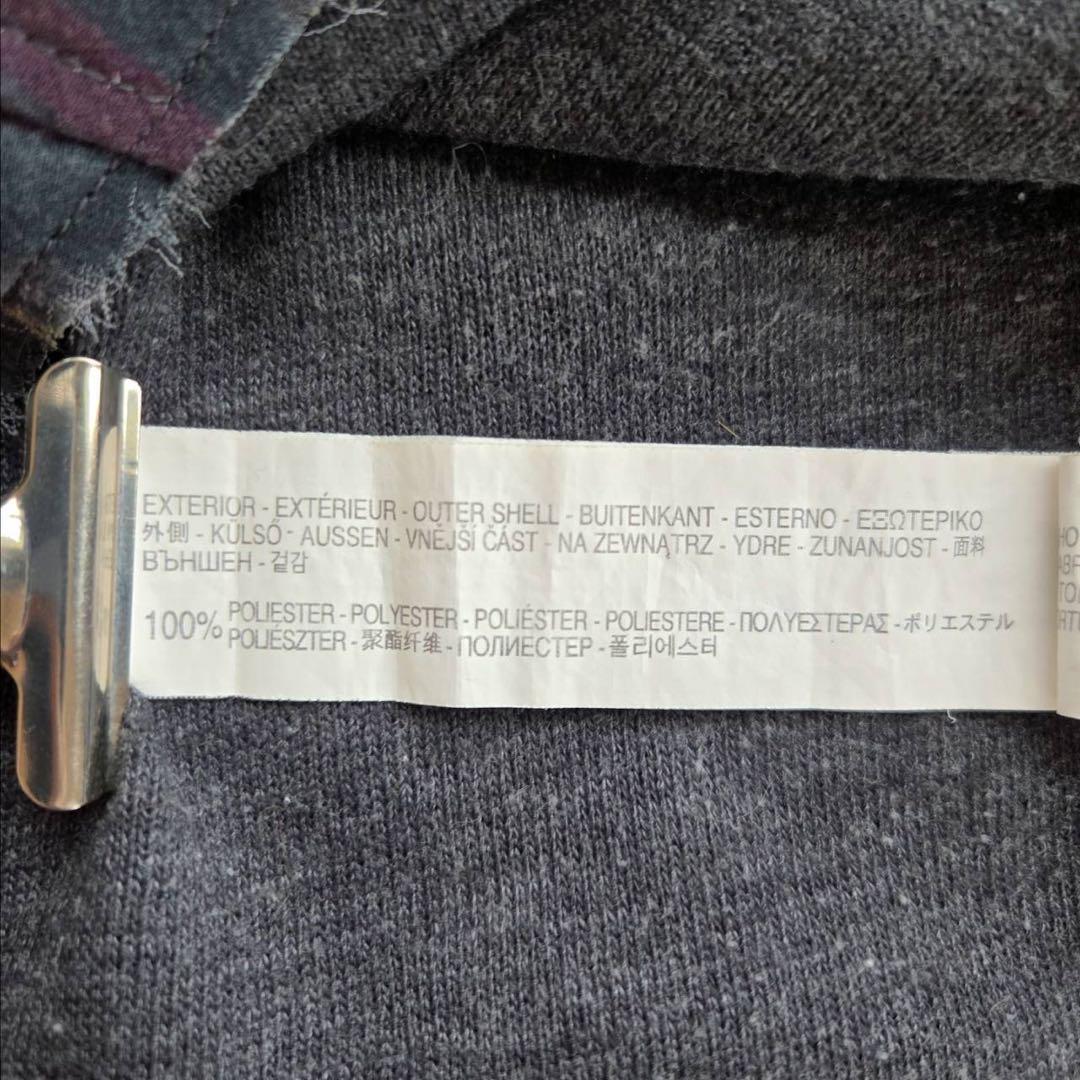 EXTERIOR - EXTÉRIEUR - OUTER SHELL - BUITENKANT - ESTERNO - ΕΞΩΤΕΡΙΚΟ
外側 - KÜLSŐ - AUSSEN - VNĚJŠÍ ČÁST - NA ZEWNĄTRZ - YDRE - ZUNANJOST - 面料
ВЪНШЕН - 겉감
100% POLIESTER - POLYESTER - POLIÉSTER - POLIESTERE - ΠΟΛΥΕΣΤΕΡΑΣ - ポリエステル
POLIÉSZTER - 聚酯纤维 - ПОЛИЕСТЕР - 폴리에스터